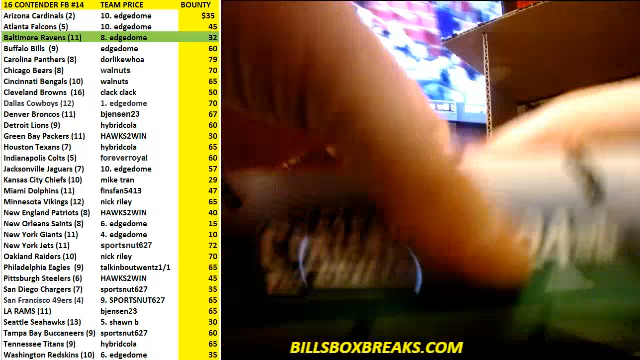 16 CONTENDER FB #14 TEAM PRICE BOUNTY
Arizona Cardinals (2) 10. edgedome $35
Atlanta Falcons (5) 10. edgedome 45
Baltimore Ravens (11) 8. edgedome 32
Buffalo Bills (9) edgedome 60
Carolina Panthers (8) dorlikewhoa 79
Chicago Bears (8) walnuts 70
Cincinnati Bengals (10) walnuts 65
Cleveland Browns (16) clack clack 50
Dallas Cowboys (12) 1. edgedome 70
Denver Broncos (11) bjensen23 67
Detroit Lions (9) hybridcola 60
Green Bay Packers (11) HAWKS2WIN 30
Houston Texans (7) hybridcola 65
Indianapolis Colts (5) foreverroyal 60
Jacksonville Jaguars (7) 10. edgedome 57
Kansas City Chiefs (10) mike tran 29
Miami Dolphins (11) finsfan5413 47
Minnesota Vikings (12) nick riley 65
New England Patriots (8) HAWKS2WIN 40
New Orleans Saints (8) 6. edgedome 15
New York Giants (11) 4. edgedome 10
New York Jets (11) sportsnut627 72
Oakland Raiders (10) nick riley 70
Philadelphia Eagles (9) talkinboutwentz1/1 65
Pittsburgh Steelers (6) HAWKS2WIN 45
San Diego Chargers (7) sportsnut627 35
San Francisco 49ers (4) 9. SPORTSNUT627 65
LA RAMS (11) bjensen23 65
Seattle Seahawks (13) 5. shawn b 30
Tampa Bay Buccaneers (9) sportsnut627 60
Tennessee Titans (9) hybridcola 65
Washington Redskins (10) 6. edgedome 35
BILLSBOXBREAKS.COM